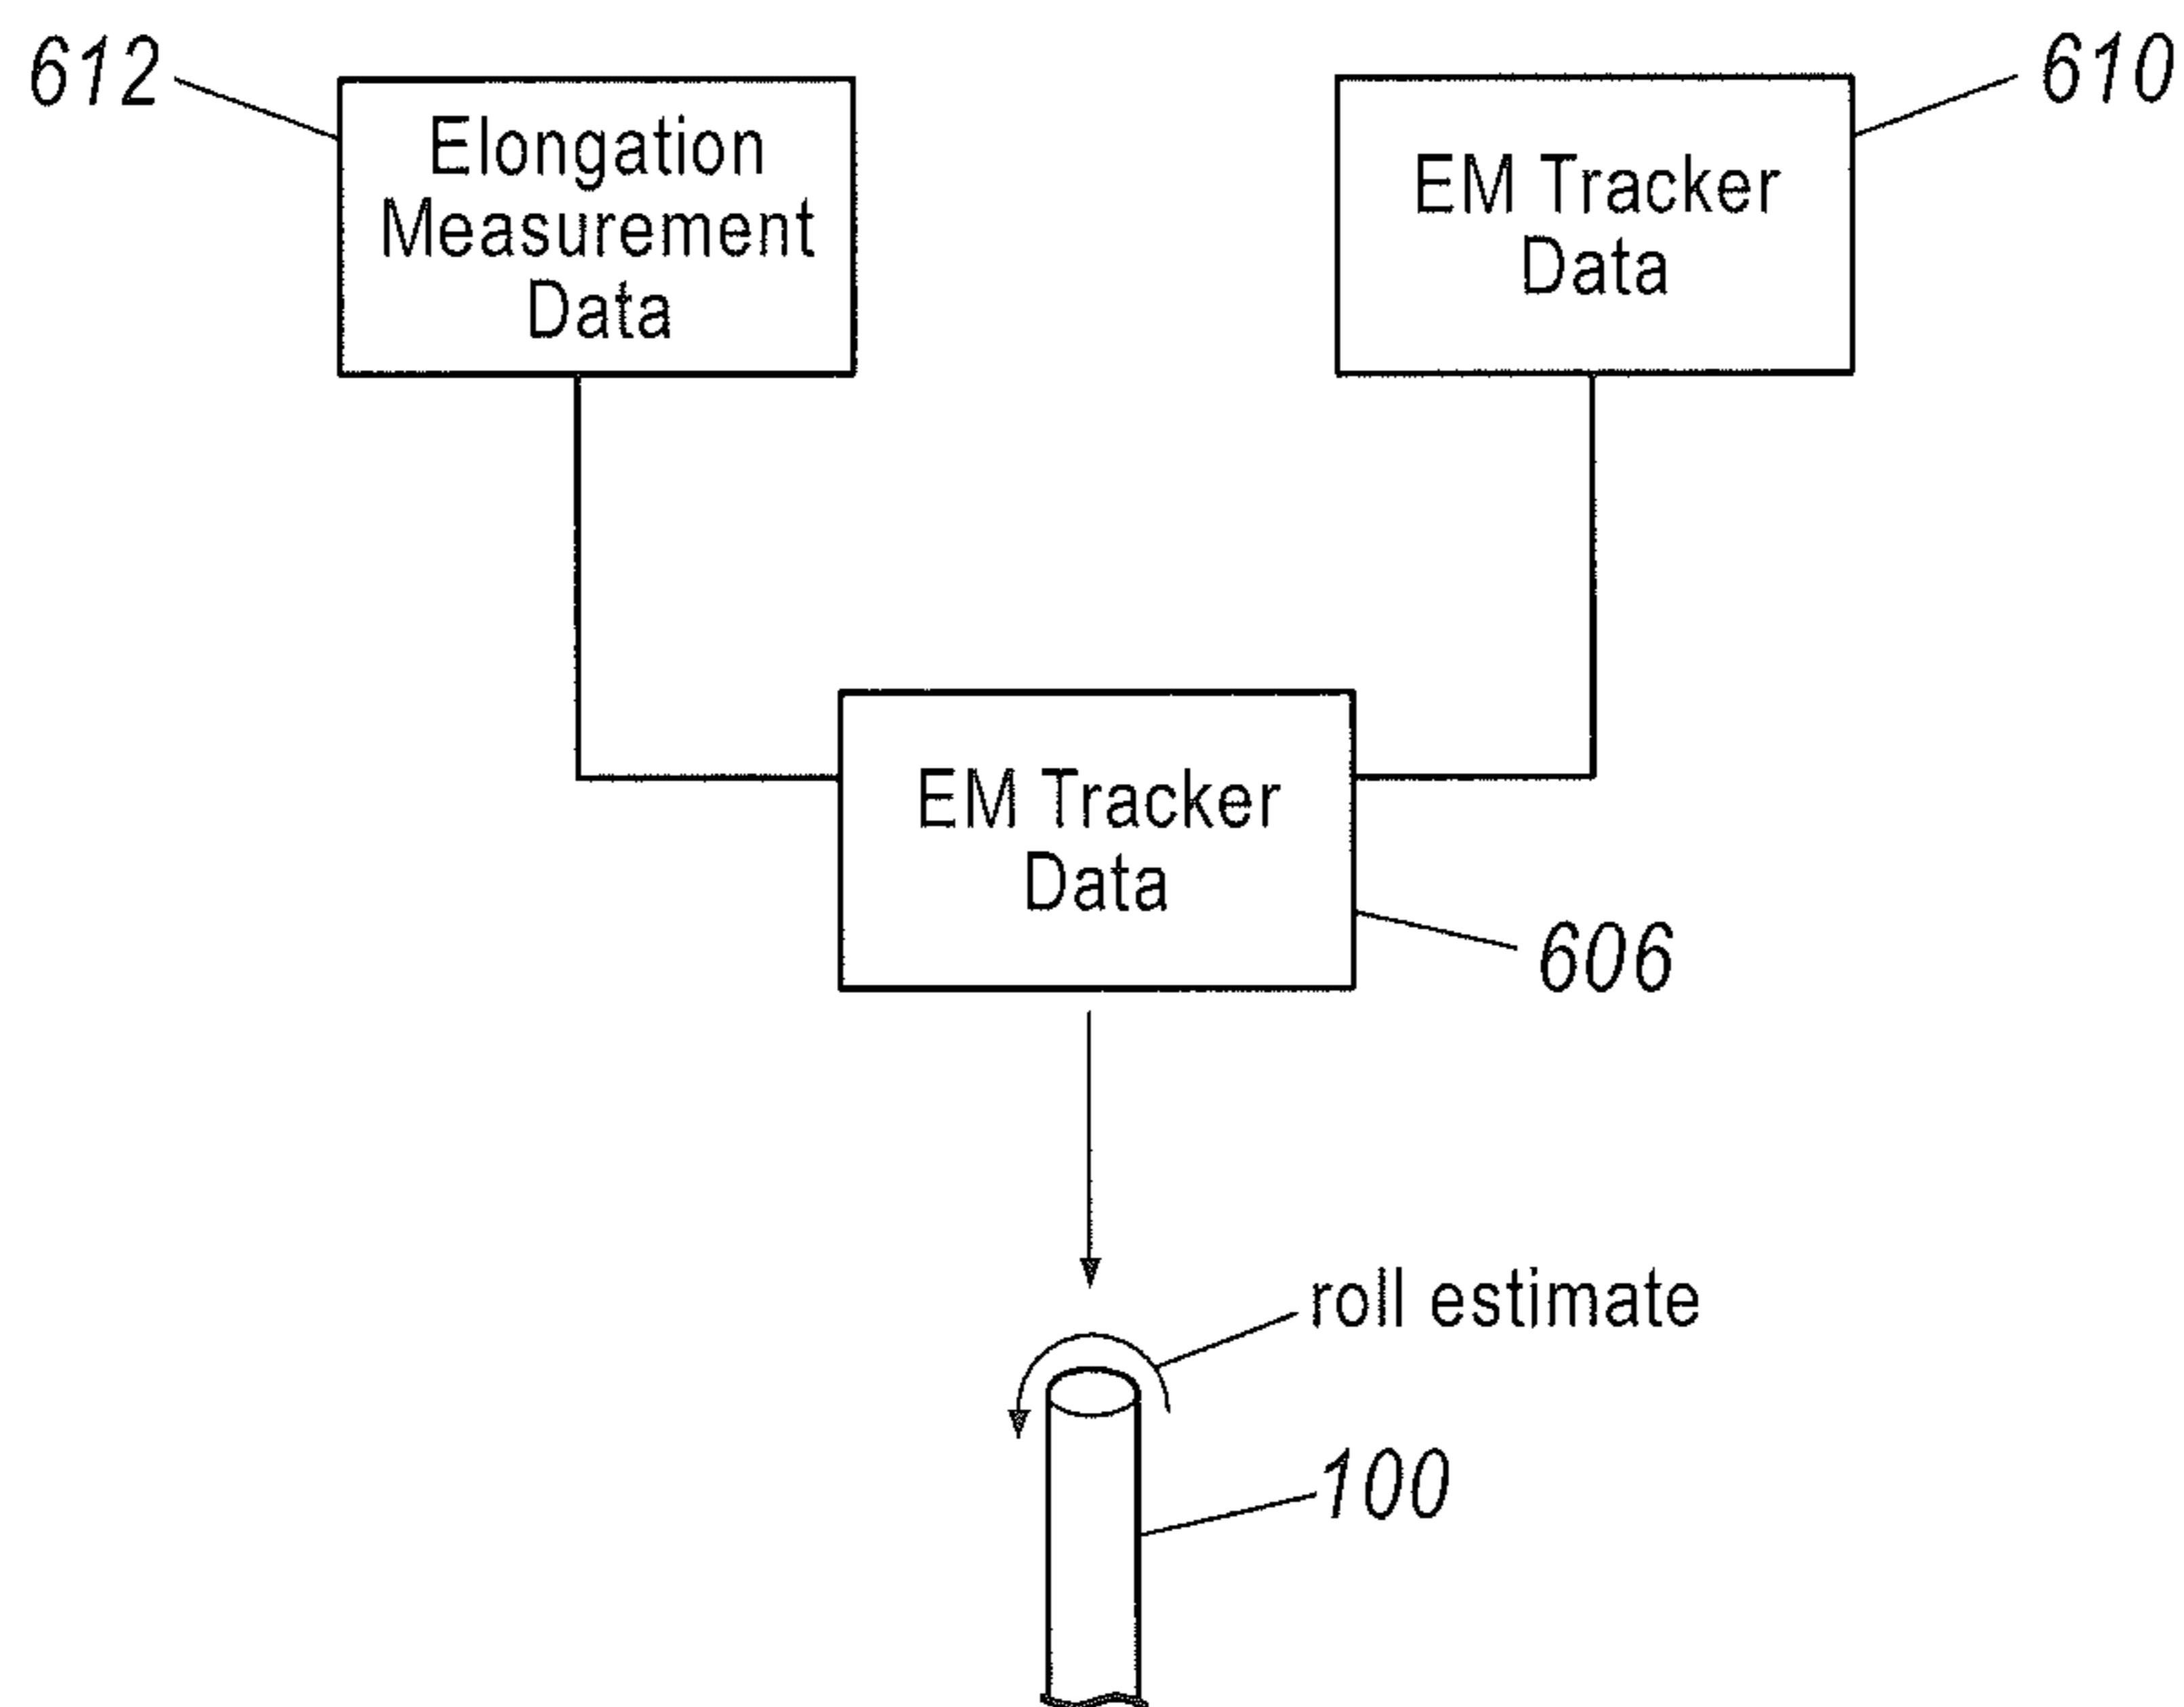 612
Elongation
Measurement
Data
610
EM Tracker
Data
EM Tracker
Data
606
roll estimate
100